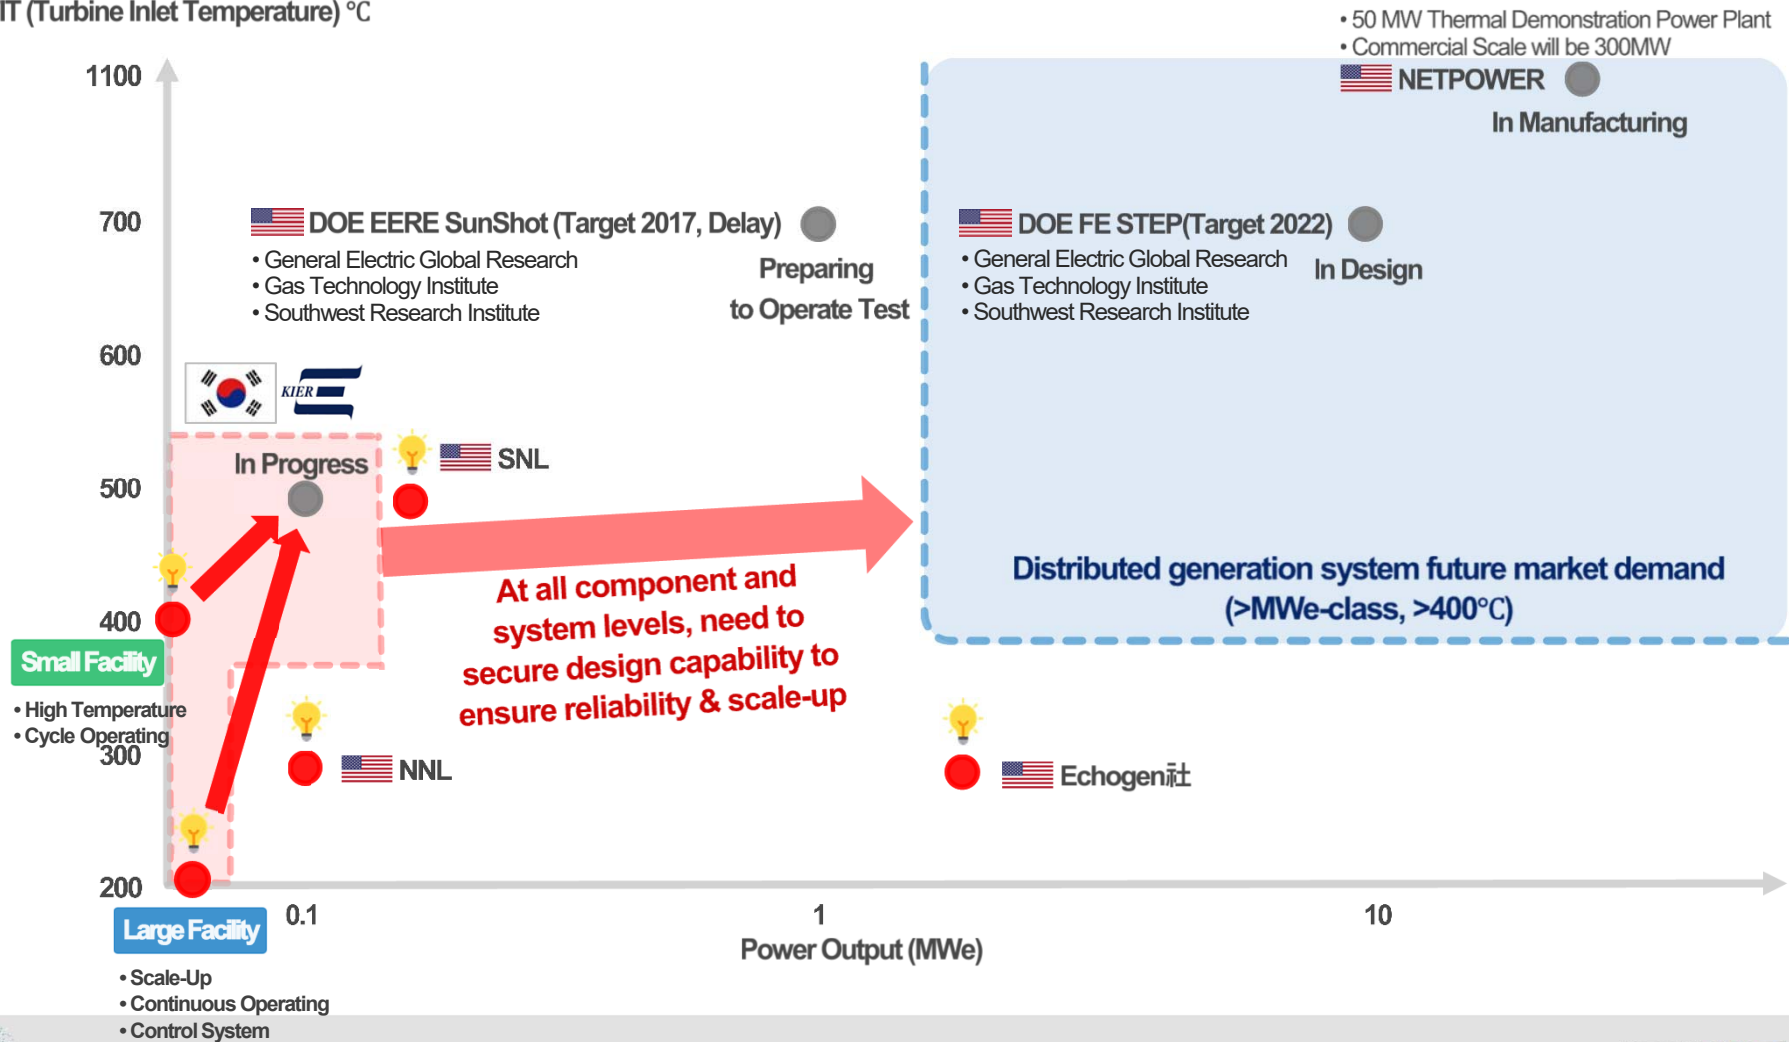 IT (Turbine Inlet Temperature) ℃
• 50 MW Thermal Demonstration Power Plant
• Commercial Scale will be 300MW
1100
NETPOWER
In Manufacturing
700
DOE EERE SunShot (Target 2017, Delay)
• General Electric Global Research
• Gas Technology Institute
• Southwest Research Institute
Preparing
to Operate Test
DOE FE STEP(Target 2022)
• General Electric Global Research
• Gas Technology Institute
• Southwest Research Institute
In Design
600
KIER
In Progress
SNL
500
400
Small Facility
• High Temperature
• Cycle Operating
At all component and
system levels, need to
secure design capability to
ensure reliability & scale-up
Distributed generation system future market demand
(>MWe-class, >400℃)
300
NNL
Echogen社
200
0.1
1
10
Power Output (MWe)
Large Facility
• Scale-Up
• Continuous Operating
• Control System